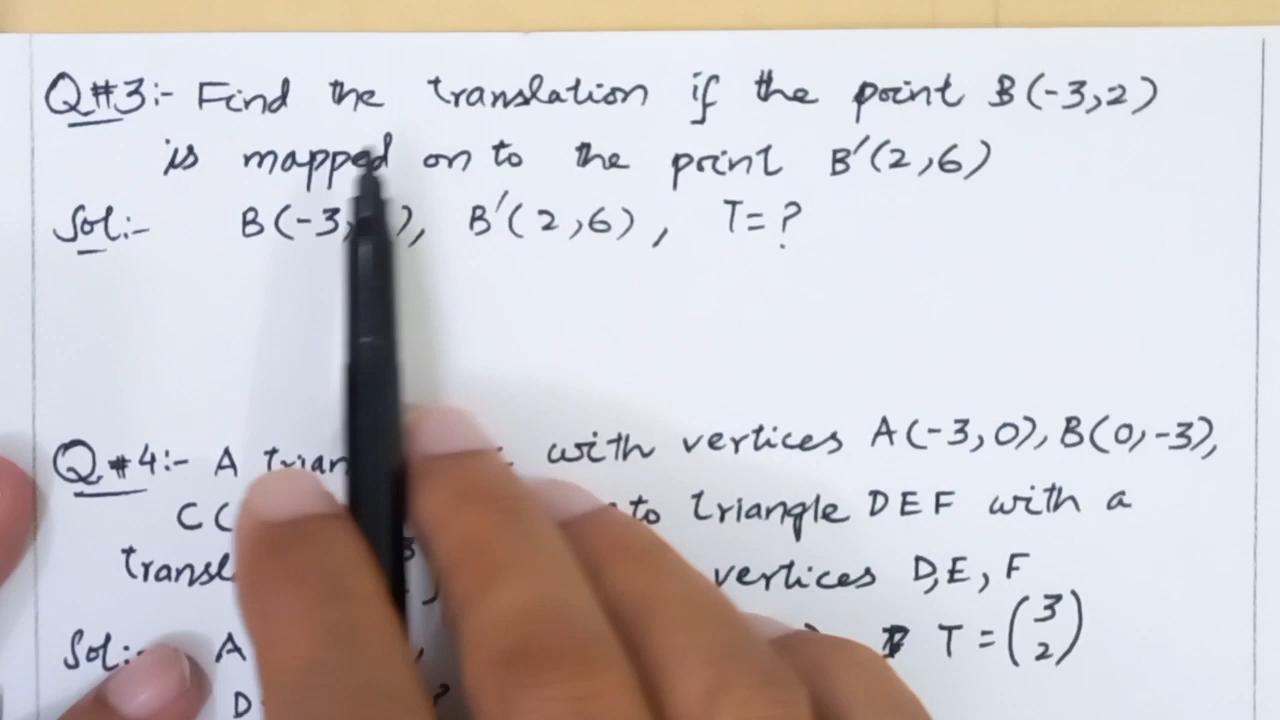 Q#3:- Find the translation if the point B(-3,2)
is mapped on to the point B'(2,6)
Sol:- B(-3, ), B'(2,6), T=?
Q#4:- A with vertices A(-3,0), B(0,-3),
C( to triangle DEF with a
vertices D,E,F
Sol:- A T = (3 2)
D ?